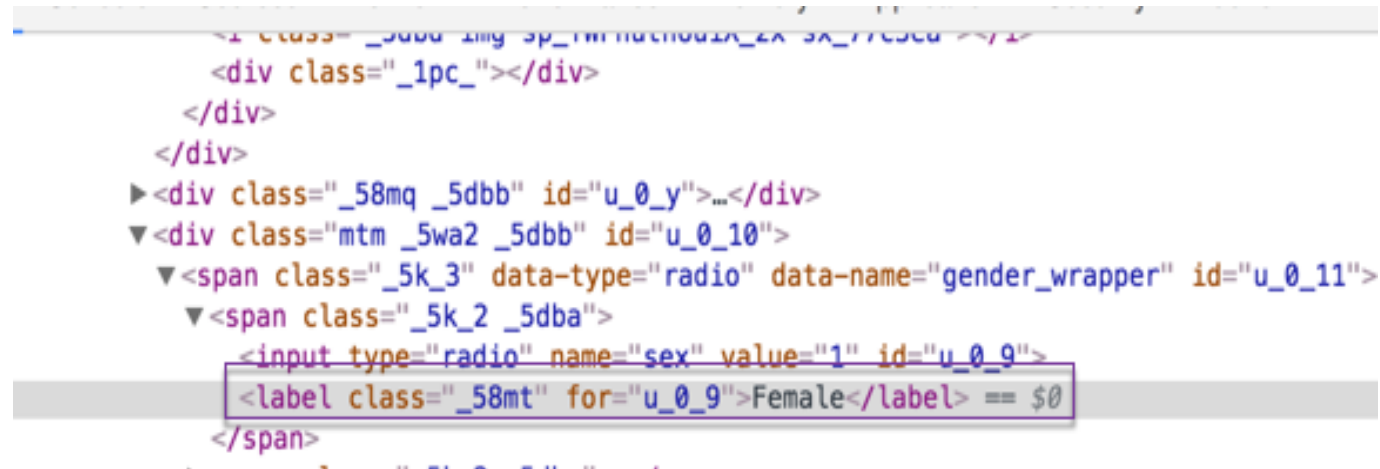 <div class="_1pc_"></div>
</div>
</div>
▶<div class="_58mq _5dbb" id="u_0_y">…</div>
▼<div class="mtm _5wa2 _5dbb" id="u_0_10">
▼<span class="_5k_3" data-type="radio" data-name="gender_wrapper" id="u_0_11">
▼<span class="_5k_2 _5dba">
<input type="radio" name="sex" value="1" id="u_0_9">
<label class="_58mt" for="u_0_9">Female</label> == $0
</span>